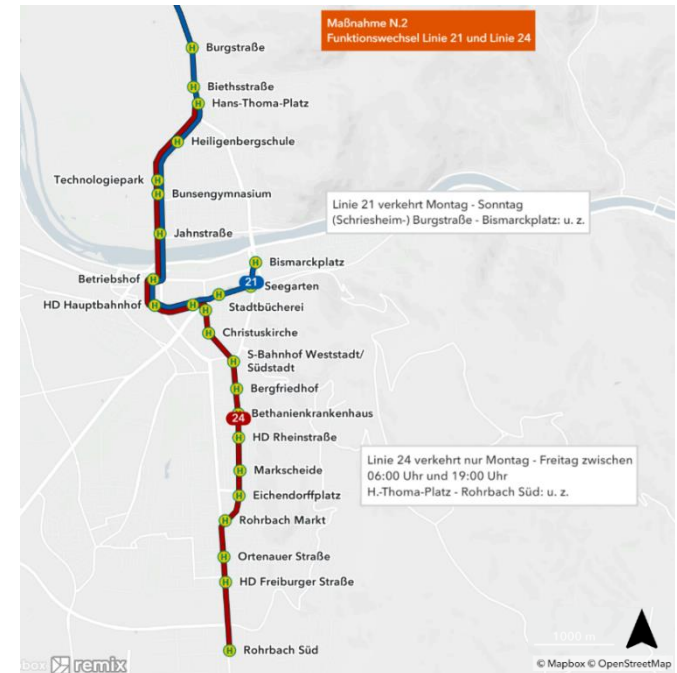 Maßnahme N.2
Funktionswechsel Linie 21 und Linie 24
Burgstraße
Biethsstraße
Hans-Thoma-Platz
Heiligenbergschule
Technologiepark
Bunsengymnasium
Linie 21 verkehrt Montag - Sonntag
(Schriesheim-) Burgstraße - Bismarckplatz: u. z.
Jahnstraße
Bismarckplatz
Betriebshof
21
Seegarten
HD Hauptbahnhof
Stadtbücherei
Christuskirche
S-Bahnhof Weststadt/
Südstadt
Bergfriedhof
Bethanienkrankenhaus
24
HD Rheinstraße
Linie 24 verkehrt nur Montag - Freitag zwischen
06:00 Uhr und 19:00 Uhr
H.-Thoma-Platz - Rohrbach Süd: u. z.
Markscheide
Eichendorffplatz
Rohrbach Markt
Ortenauer Straße
HD Freiburger Straße
1000 m
Rohrbach Süd
box remix
© Mapbox © OpenStreetMap